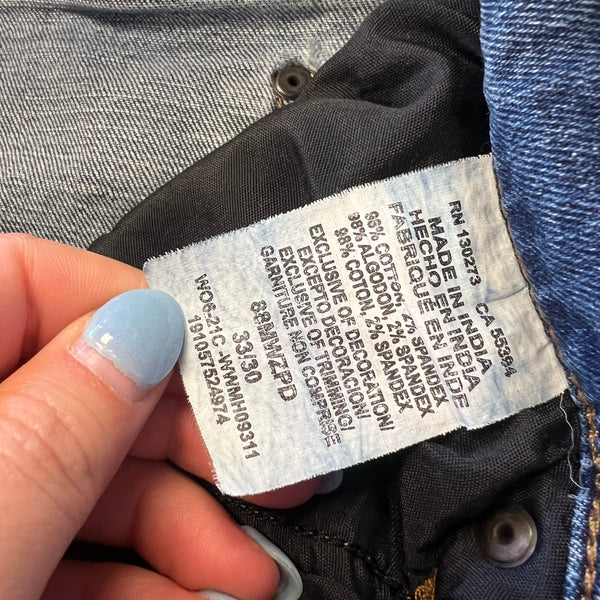 RN 130273 CA 55394
MADE IN INDIA
HECHO EN INDIA
FABRIQUE EN INDE
98% COTTON, 2% SPANDEX
98% ALGODON, 2% SPANDEX
98% COTON, 2% SPANDEX
EXCLUSIVE OF DECORATION/
EXCEPTO DECORACION/
EXCLUSIVE OF TRIMMING/
GARNITURE NON COMPRISE
88MWZPD
33/30
WO6-21C-WWMH09311
191057524974